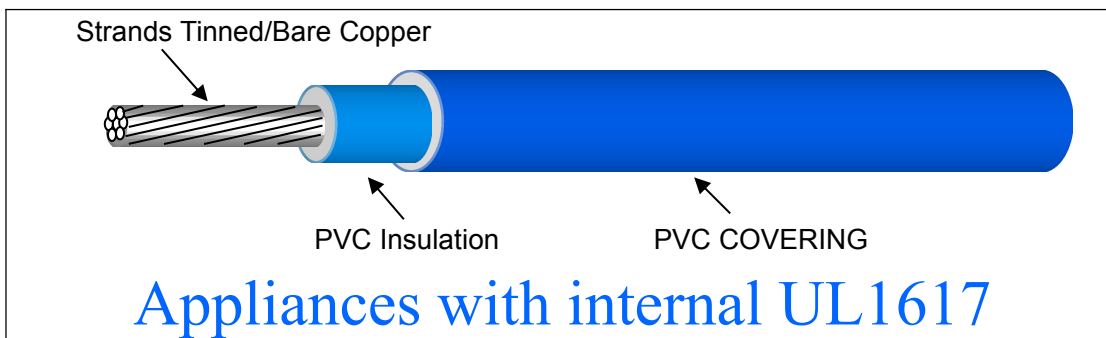 Strands Tinned/Bare Copper
PVC Insulation
PVC COVERING
Appliances with internal UL1617